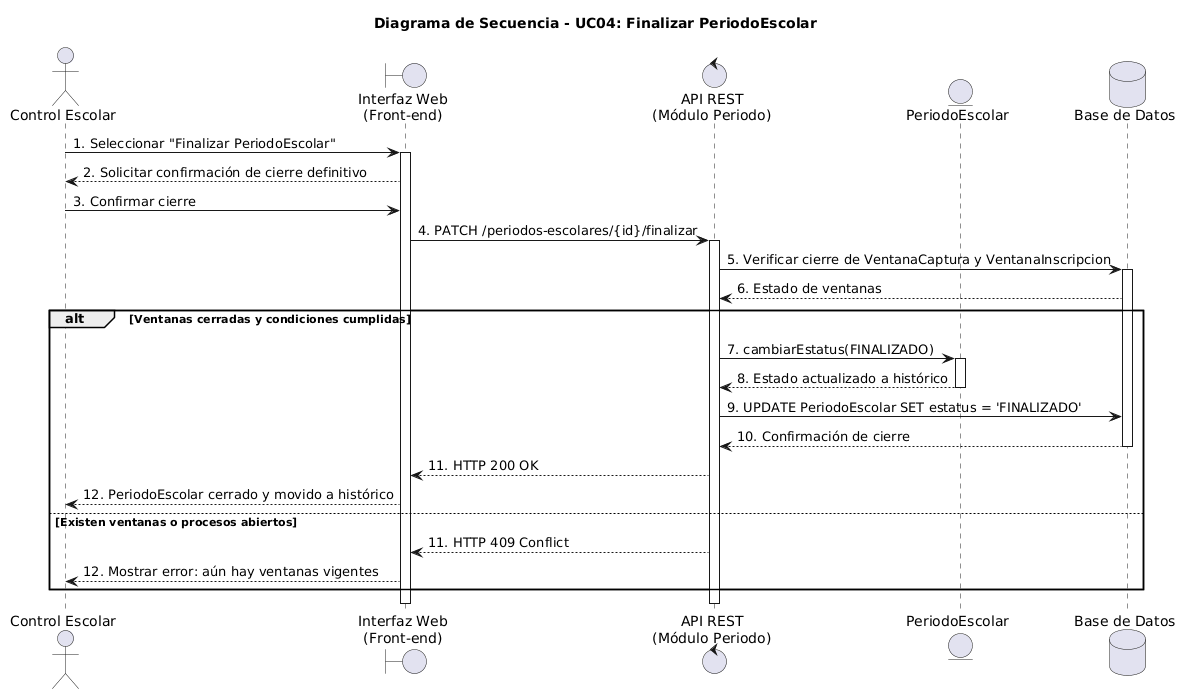 Diagrama de Secuencia - UC04: Finalizar PeriodoEscolar
Control Escolar
Interfaz Web
(Front-end)
API REST
(Módulo Periodo)
PeriodoEscolar
Base de Datos
1. Seleccionar "Finalizar PeriodoEscolar"
2. Solicitar confirmación de cierre definitivo
3. Confirmar cierre
4. PATCH /periodos-escolares/{id}/finalizar
5. Verificar cierre de VentanaCaptura y VentanaInscripcion
6. Estado de ventanas
alt
[Ventanas cerradas y condiciones cumplidas]
7. cambiarEstatus(FINALIZADO)
8. Estado actualizado a histórico
9. UPDATE PeriodoEscolar SET estatus = 'FINALIZADO'
10. Confirmación de cierre
11. HTTP 200 OK
12. PeriodoEscolar cerrado y movido a histórico
[Existen ventanas o procesos abiertos]
11. HTTP 409 Conflict
12. Mostrar error: aún hay ventanas vigentes
Control Escolar
Interfaz Web
(Front-end)
API REST
(Módulo Periodo)
PeriodoEscolar
Base de Datos